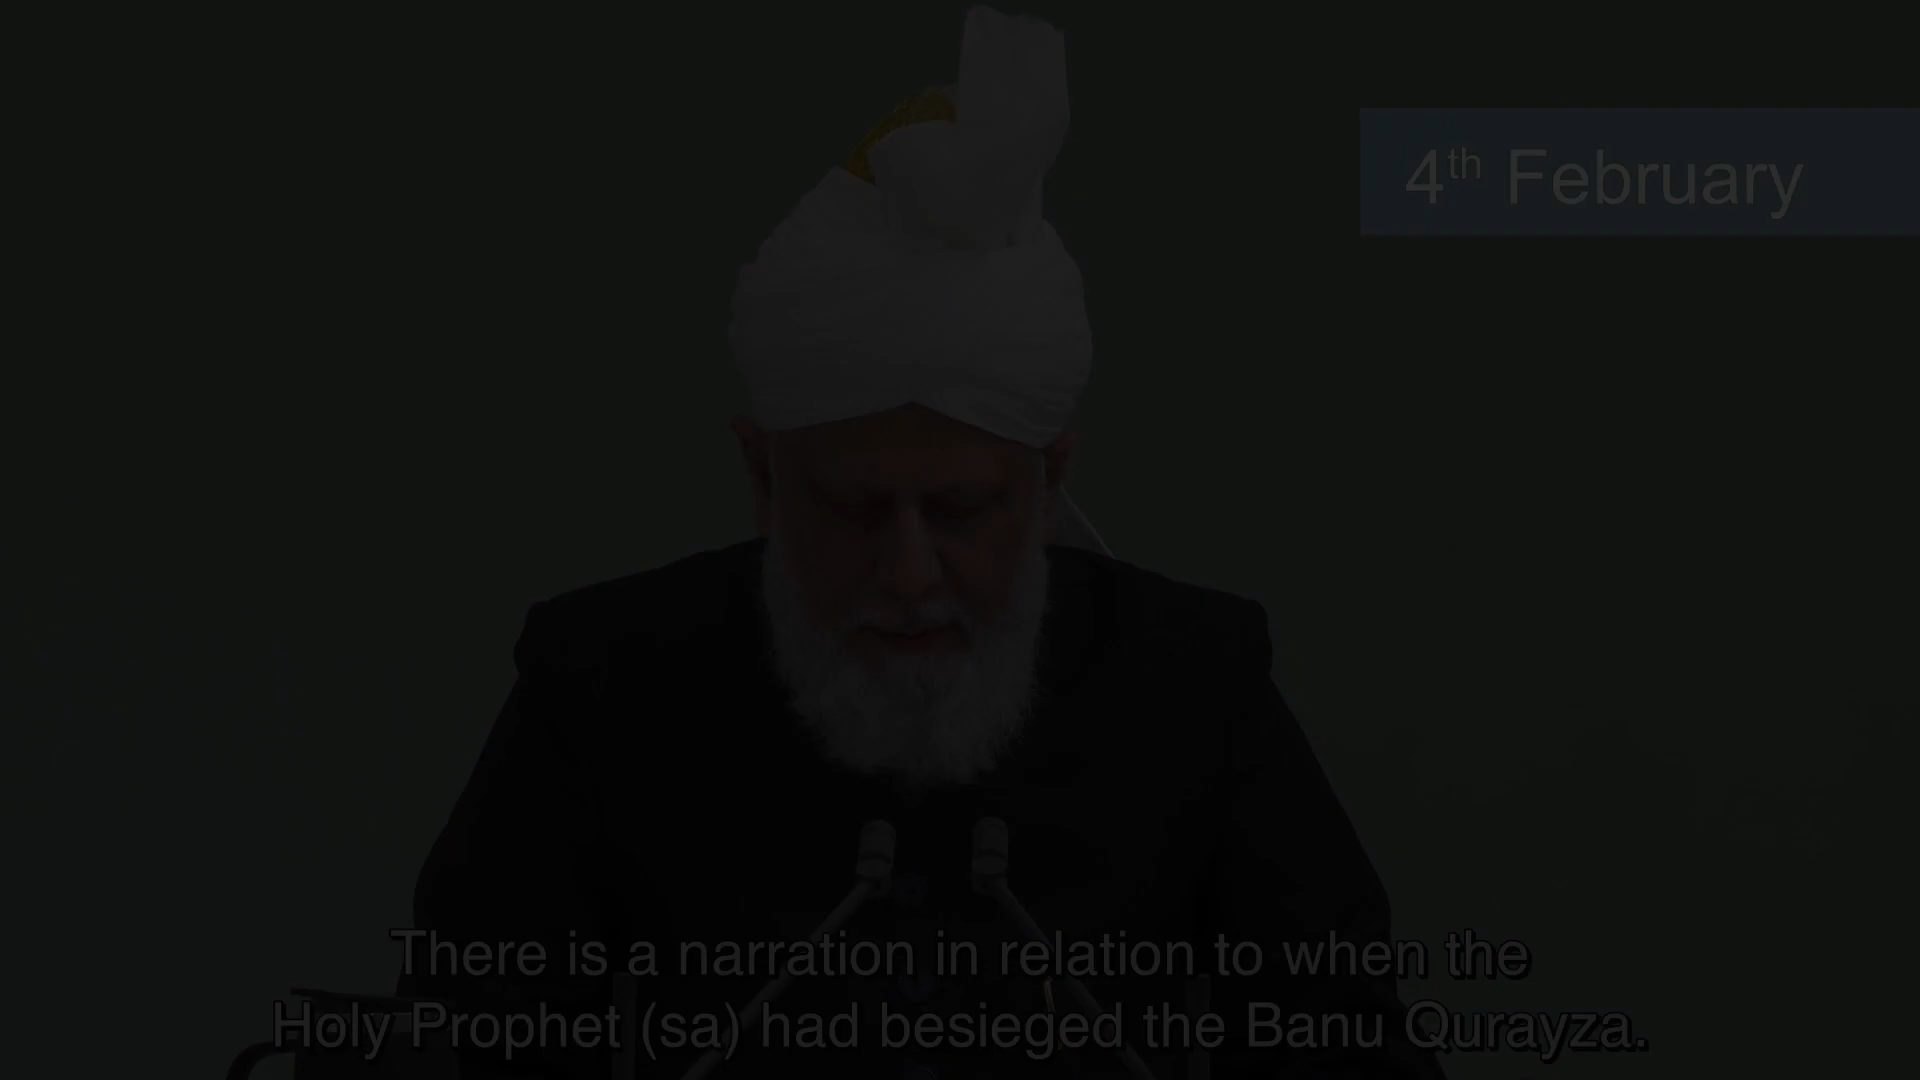 4th February
There is a narration in relation to when the
Holy Prophet (sa) had besieged the Banu Qurayza.